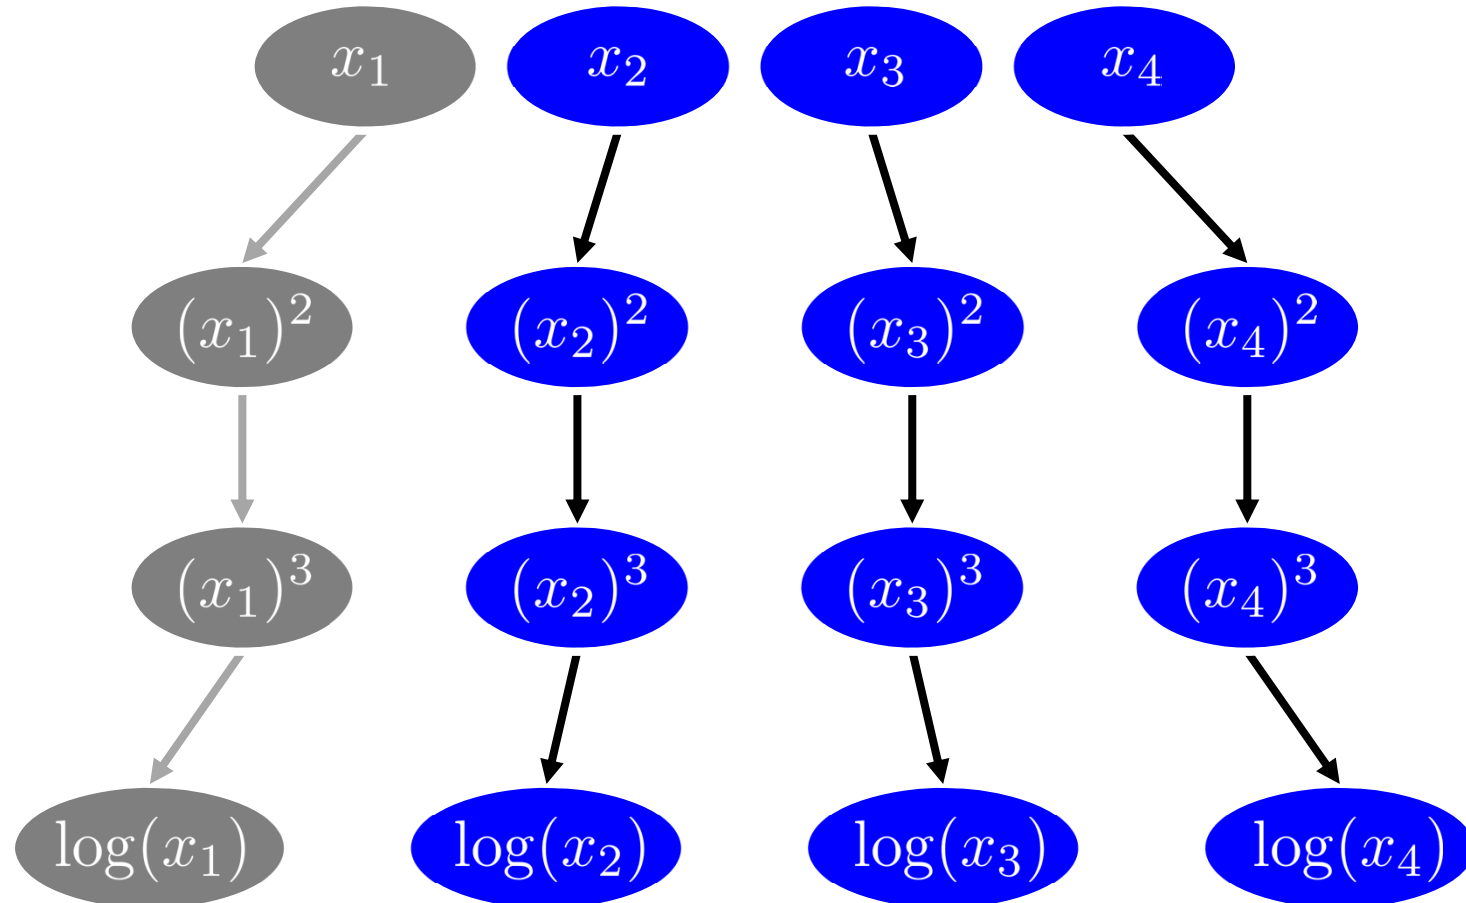 x₁ x₂ x₃ x₄
(x₁)² (x₂)² (x₃)² (x₄)²
(x₁)³ (x₂)³ (x₃)³ (x₄)³
log(x₁) log(x₂) log(x₃) log(x₄)